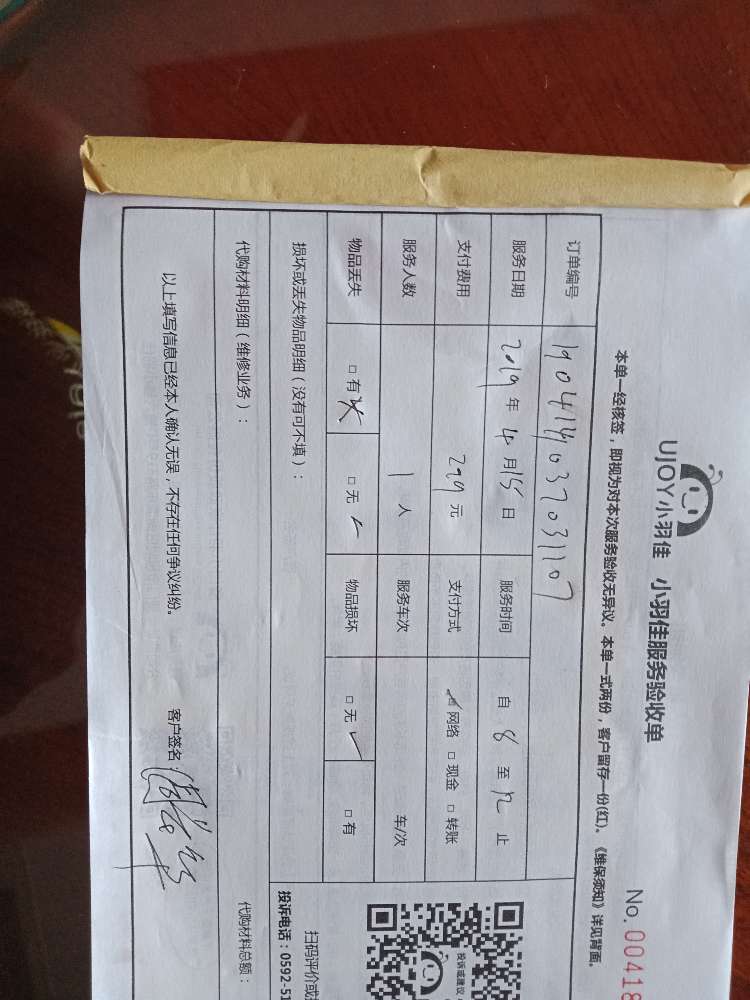 UJOY小羽佳 小羽佳服务验收单
No. 00418
本单一经核签，即视为对本次服务验收无异议。本单一式两份，客户留存一份(红)。《维保须知》详见背面。
订单编号 190414037031107
服务日期 2019 年 4 月 15 日 服务时间 自 8 至 12 止
支付费用 299 元 支付方式 网络 □ 现金 □ 转账
服务人数 1 人 服务车次 车/次
物品丢失 □ 有 □ 无 物品损坏 □ 无 □ 有
损坏或丢失物品明细（没有可不填）：
投诉或建议
扫码评价或
投诉电话：0592-51
代购材料明细（维修业务）： 代购材料总额：
以上填写信息已经本人确认无误，不存在任何争议纠纷。 客户签名：